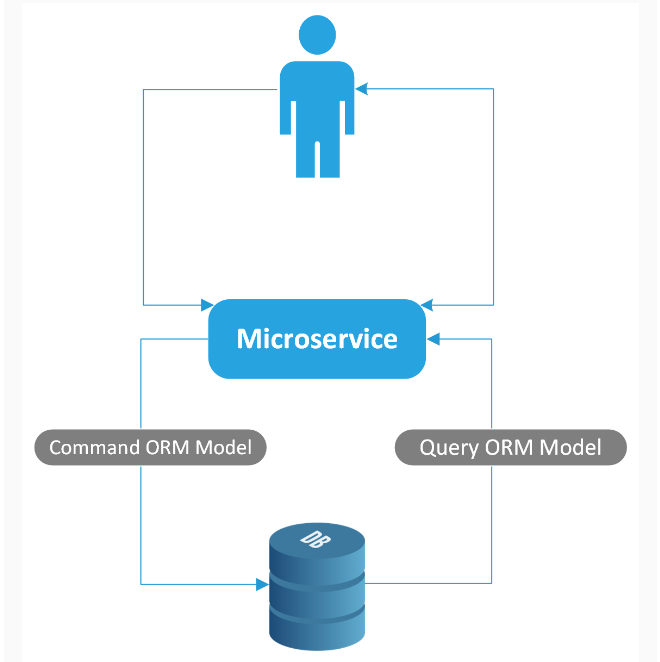 Microservice
Command ORM Model
Query ORM Model
DB